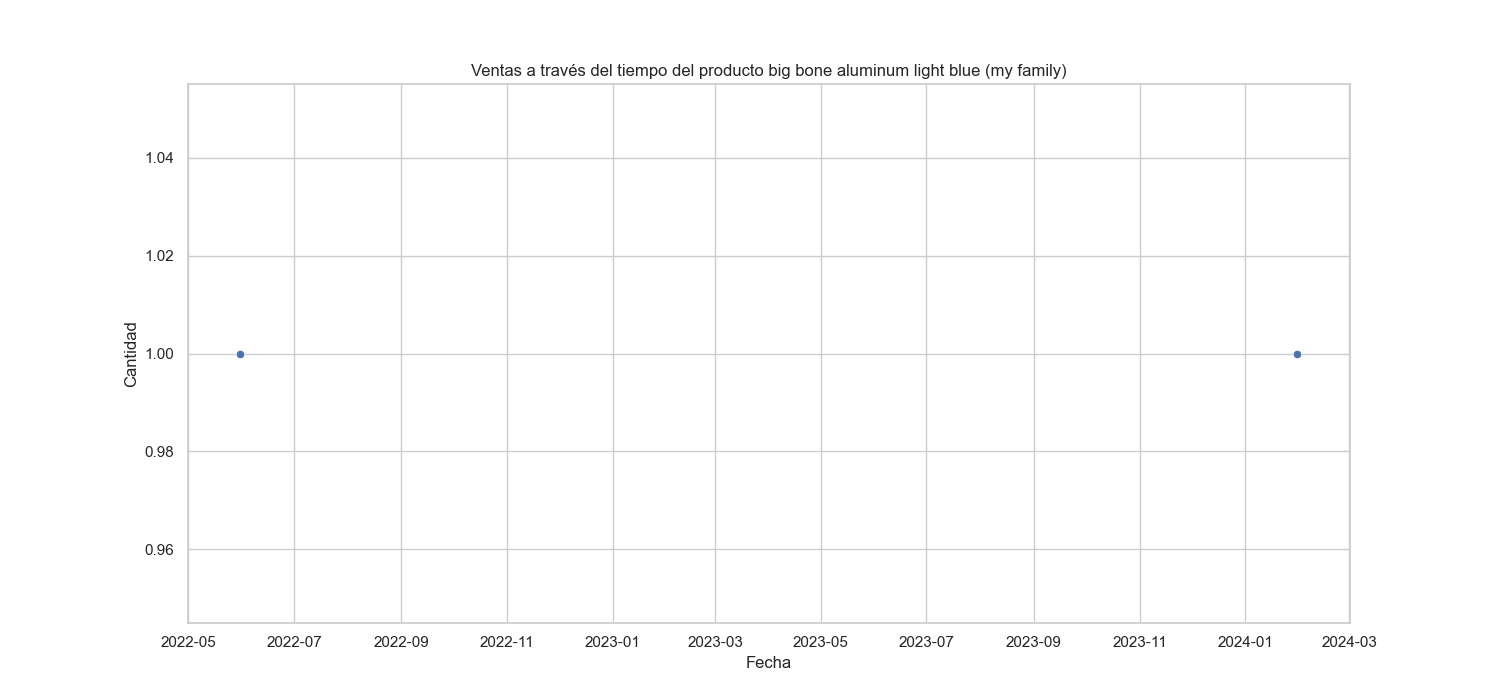 Ventas a través del tiempo del producto big bone aluminum light blue (my family)
1.04
1.02
1.00
0.98
0.96
Cantidad
2022-05 2022-07 2022-09 2022-11 2023-01 2023-03 2023-05 2023-07 2023-09 2023-11 2024-01 2024-03
Fecha